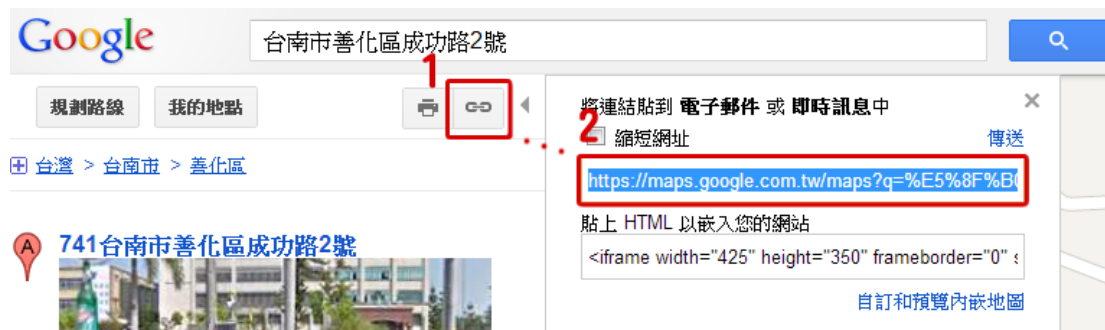 Google
台南市善化區成功路2號
1
規劃路線 我的地點
將連結貼到 電子郵件 或 即時訊息中
2
縮短網址 傳送
台灣 > 台南市 > 善化區
https://maps.google.com.tw/maps?q=%E5%8F%B
貼上 HTML 以嵌入您的網站
A
741台南市善化區成功路2號
<iframe width="425" height="350" frameborder="0" s
自訂和預覽內嵌地圖